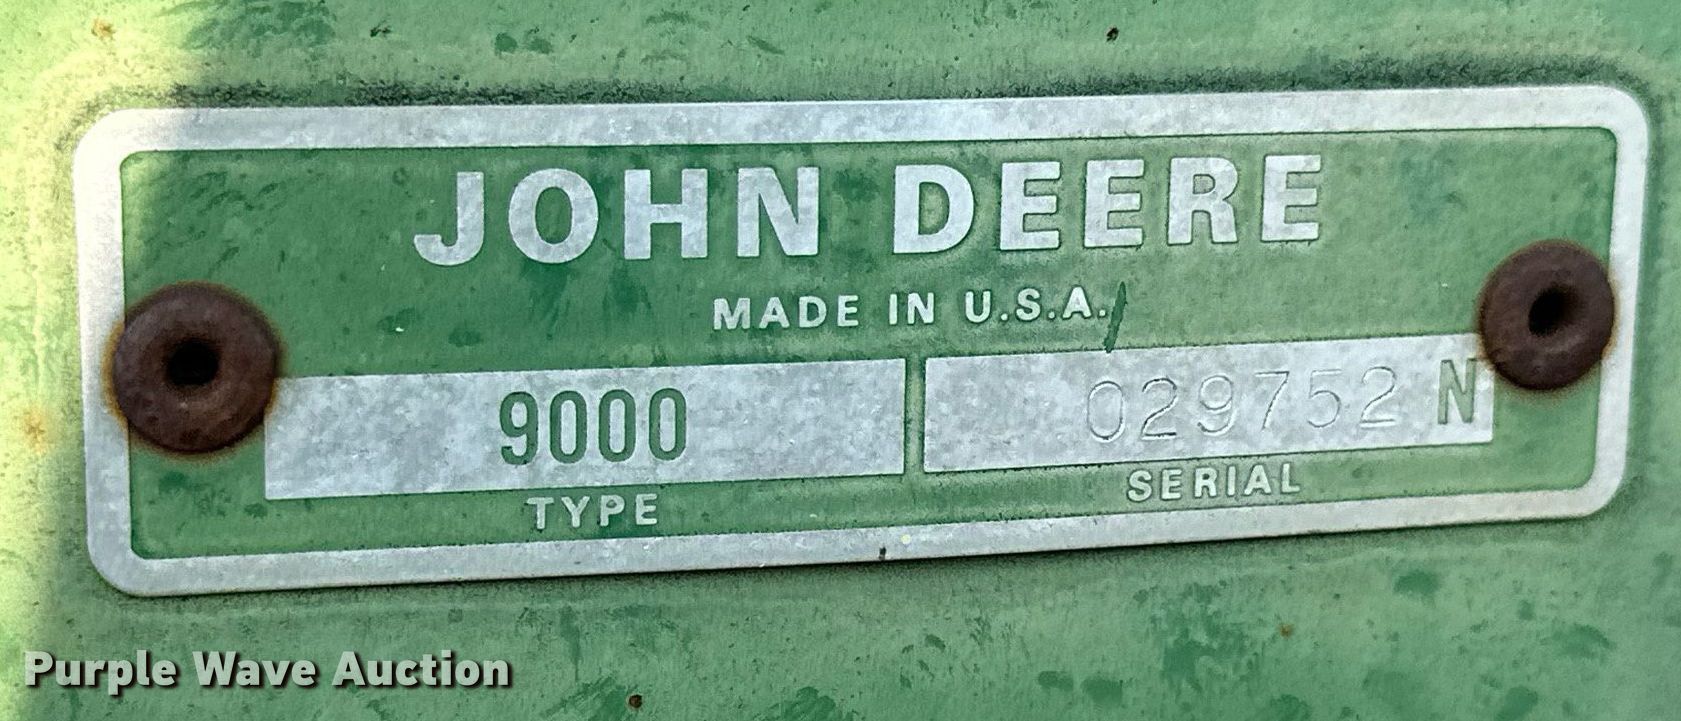 JOHN DEERE
MADE IN U.S.A.
9000 029752 N
TYPE SERIAL
Purple Wave Auction